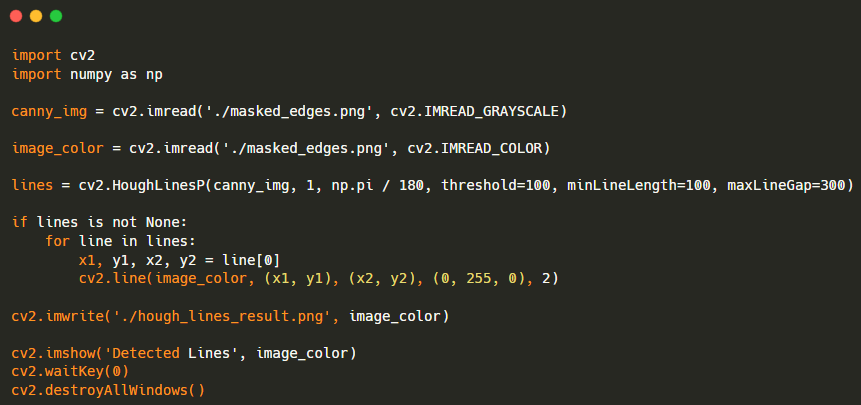 import cv2
import numpy as np
canny_img = cv2.imread('./masked_edges.png', cv2.IMREAD_GRAYSCALE)
image_color = cv2.imread('./masked_edges.png', cv2.IMREAD_COLOR)
lines = cv2.HoughLinesP(canny_img, 1, np.pi / 180, threshold=100, minLineLength=100, maxLineGap=300)
if lines is not None:
    for line in lines:
        x1, y1, x2, y2 = line[0]
        cv2.line(image_color, (x1, y1), (x2, y2), (0, 255, 0), 2)
cv2.imwrite('./hough_lines_result.png', image_color)
cv2.imshow('Detected Lines', image_color)
cv2.waitKey(0)
cv2.destroyAllWindows()